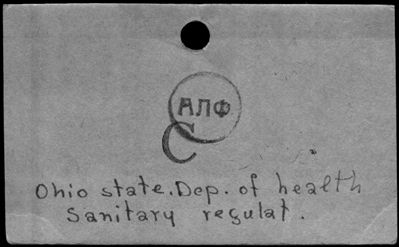 АЛФ
C
Ohio state. Dep. of health
Sanitary regulat.